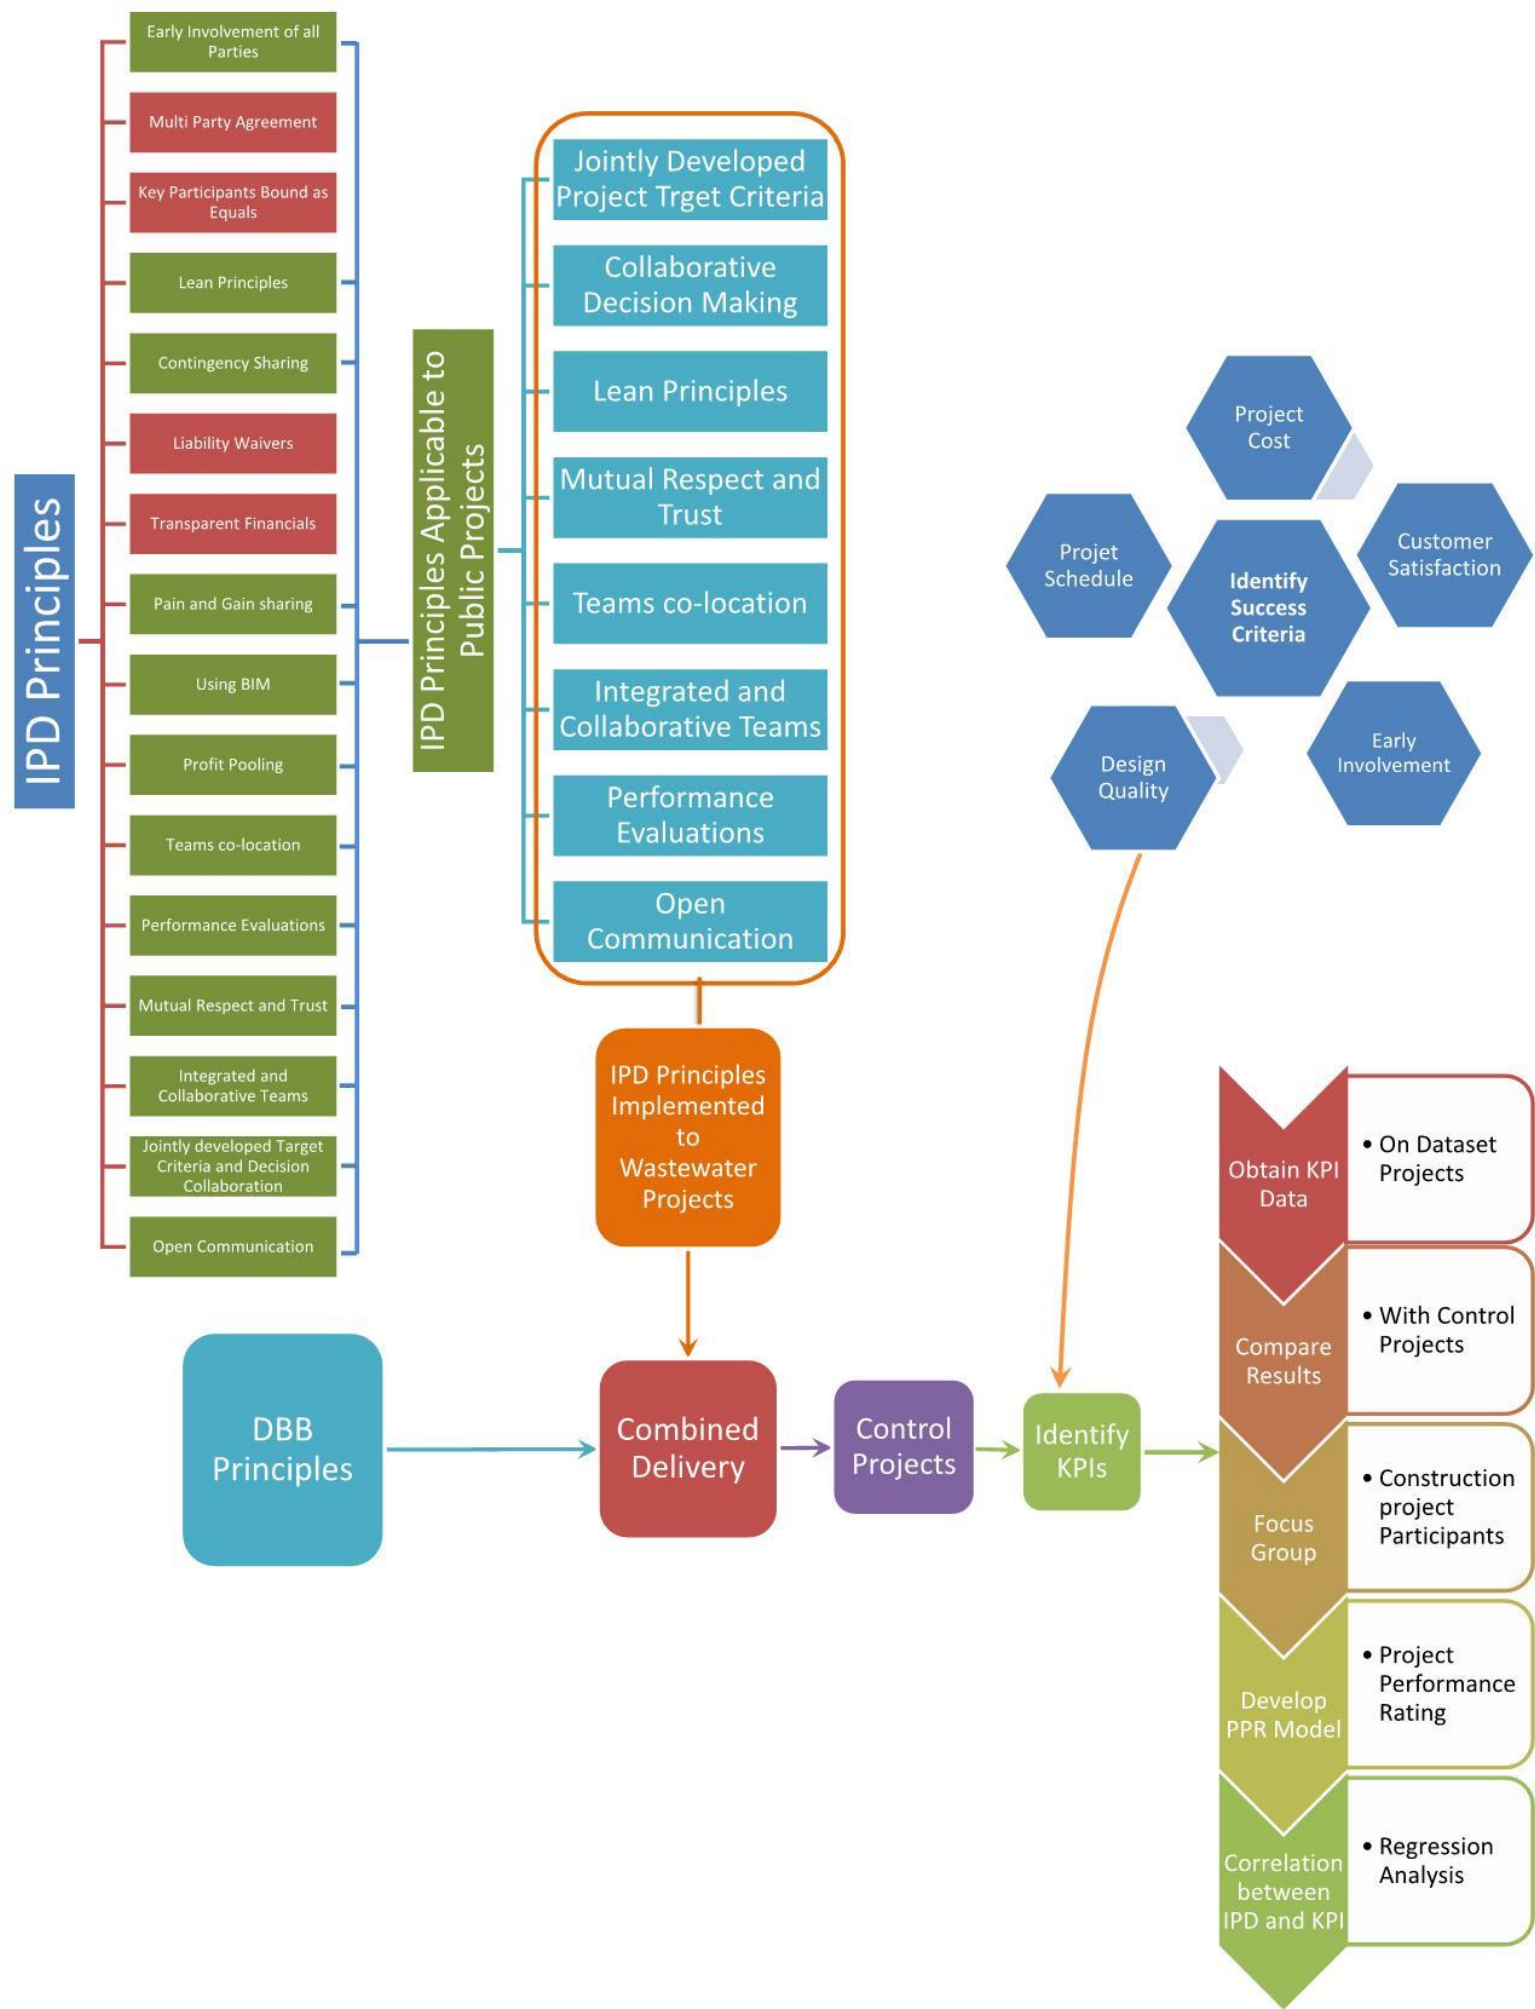 IPD Principles
Early Involvement of all
Parties
Multi Party Agreement
Key Participants Bound as
Equals
Lean Principles
Contingency Sharing
Liability Waivers
Transparent Financials
Pain and Gain sharing
Using BIM
Profit Pooling
Teams co-location
Performance Evaluations
Mutual Respect and Trust
Integrated and
Collaborative Teams
Jointly developed Target
Criteria and Decision
Collaboration
Open Communication
IPD Principles Applicable to
Public Projects
Jointly Developed
Project Trget Criteria
Collaborative
Decision Making
Lean Principles
Mutual Respect and
Trust
Teams co-location
Integrated and
Collaborative Teams
Performance
Evaluations
Open
Communication
IPD Principles
Implemented
to
Wastewater
Projects
DBB
Principles
Combined
Delivery
Control
Projects
Identify
KPIs
Project
Cost
Projet
Schedule
Identify
Success
Criteria
Customer
Satisfaction
Design
Quality
Early
Involvement
Obtain KPI
Data
• On Dataset
Projects
Compare
Results
• With Control
Projects
Focus
Group
• Construction
project
Participants
Develop
PPR Model
• Project
Performance
Rating
Correlation
between
IPD and KPI
• Regression
Analysis